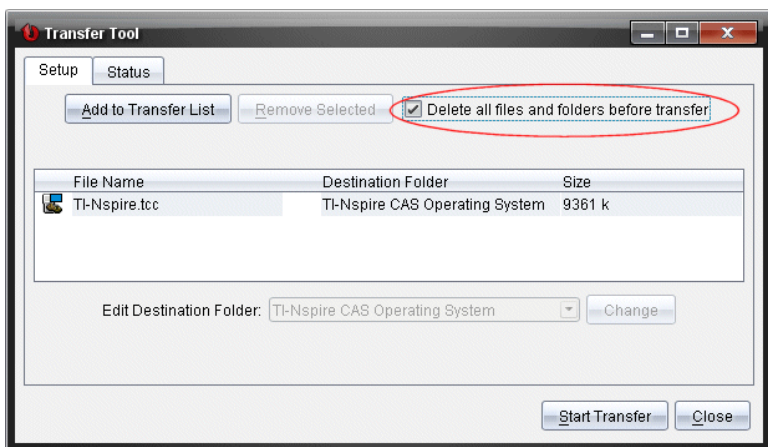 Transfer Tool
Setup Status
Add to Transfer List Remove Selected Delete all files and folders before transfer
File Name Destination Folder Size
TI-Nspire.tcc TI-Nspire CAS Operating System 9361 k
Edit Destination Folder: TI-Nspire CAS Operating System Change
Start Transfer Close